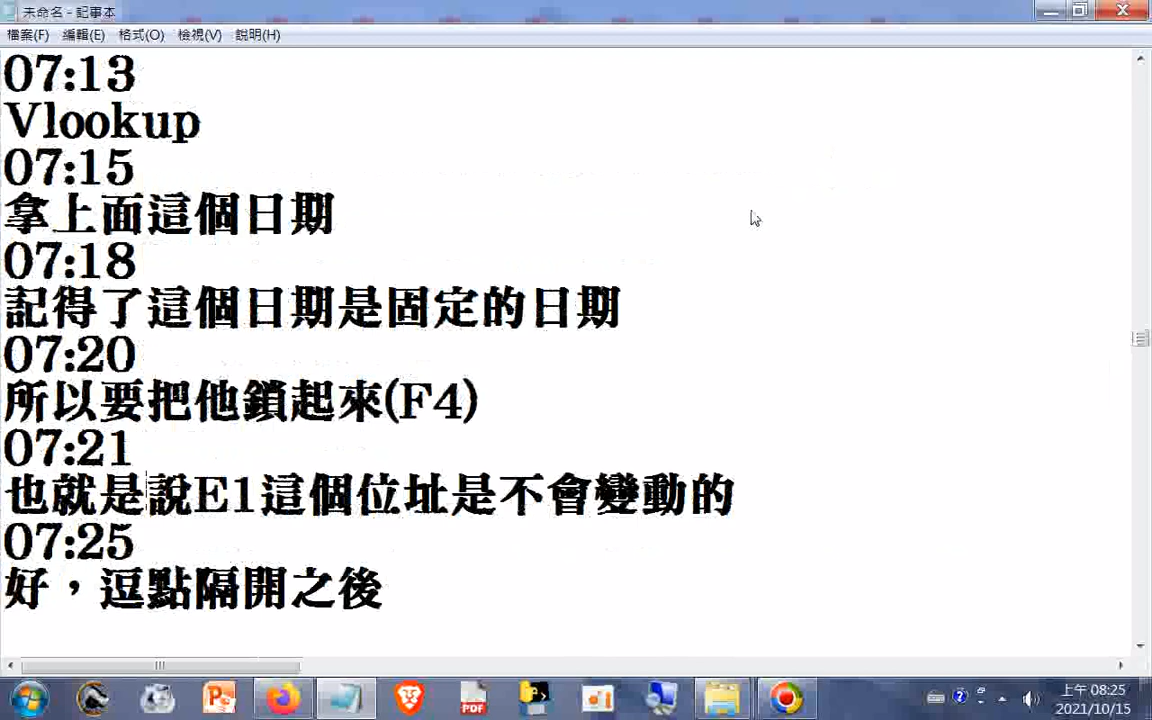 未命名 - 記事本
檔案(F) 編輯(E) 格式(O) 檢視(V) 說明(H)
07:13
Vlookup
07:15
拿上面這個日期
07:18
記得了這個日期是固定的日期
07:20
所以要把他鎖起來(F4)
07:21
也就是說E1這個位址是不會變動的
07:25
好，逗點隔開之後
上午 08:25
2021/10/15